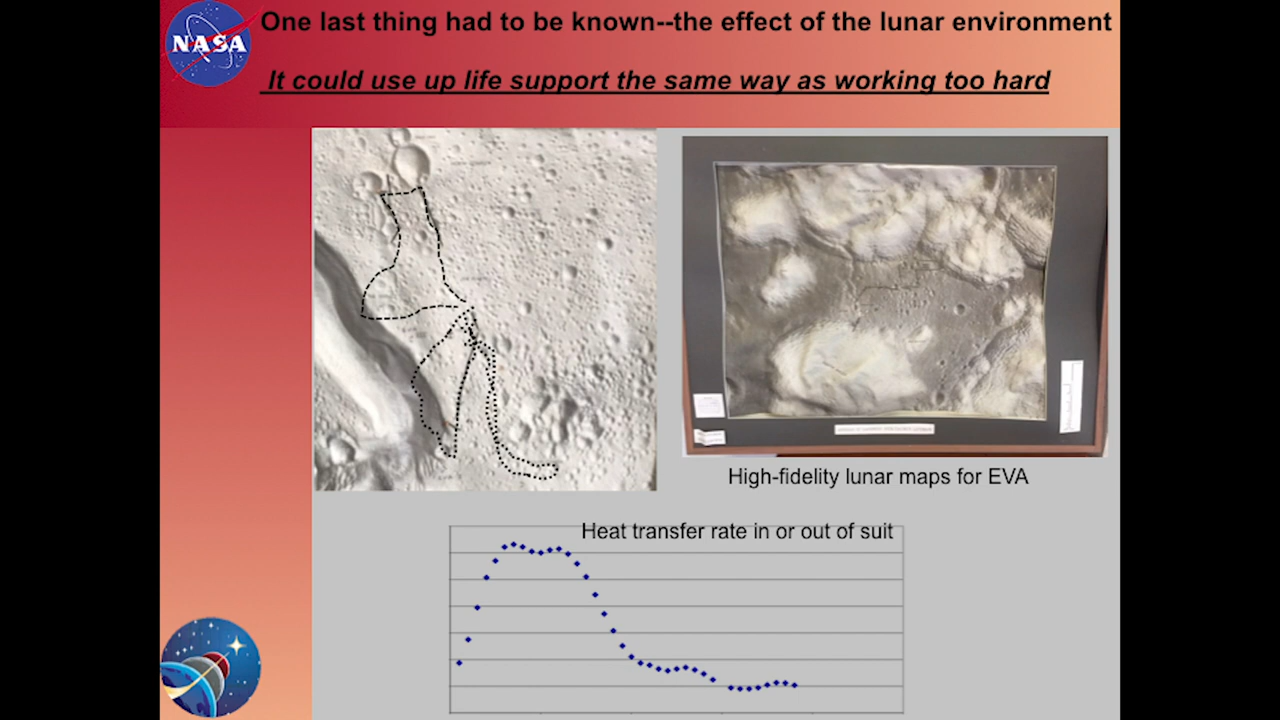 NASA
One last thing had to be known--the effect of the lunar environment
It could use up life support the same way as working too hard
High-fidelity lunar maps for EVA
Heat transfer rate in or out of suit